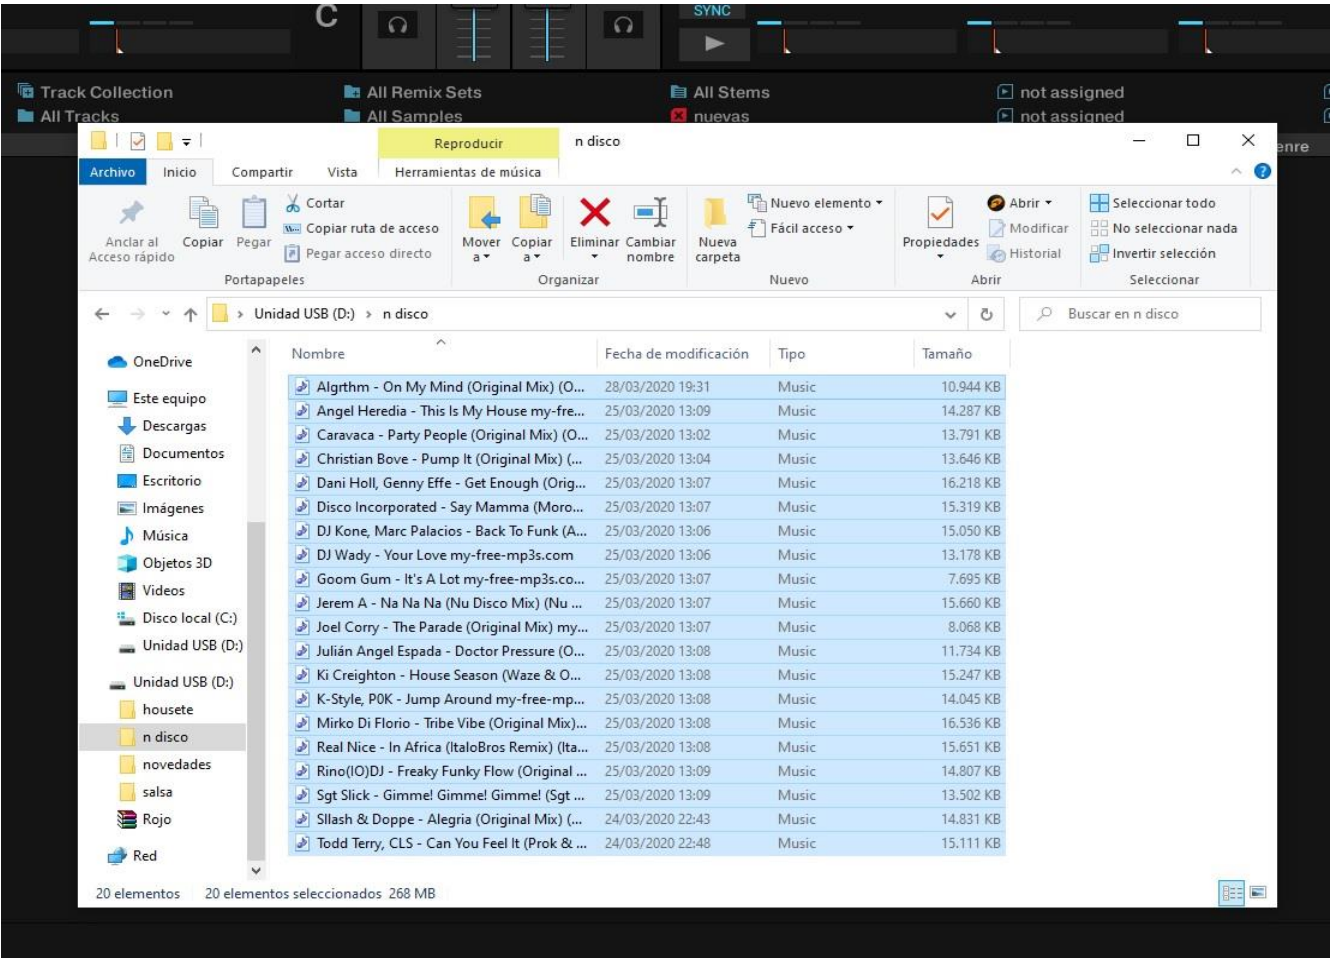 C
SYNC
Track Collection All Remix Sets All Stems not assigned
All Tracks All Samples nuevas not assigned
enre
Reproducir n disco
Archivo Inicio Compartir Vista Herramientas de música
Anclar al Acceso rápido
Copiar
Pegar
Cortar
Copiar ruta de acceso
Pegar acceso directo
Portapapeles
Mover a
Copiar a
Eliminar
Cambiar nombre
Organizar
Nueva carpeta
Nuevo elemento
Fácil acceso
Nuevo
Propiedades
Abrir
Modificar
Historial
Abrir
Seleccionar todo
No seleccionar nada
Invertir selección
Seleccionar
Unidad USB (D:) > n disco
Buscar en n disco
OneDrive
Este equipo
Descargas
Documentos
Escritorio
Imágenes
Música
Objetos 3D
Videos
Disco local (C:)
Unidad USB (D:)
Unidad USB (D:)
housete
n disco
novedades
salsa
Rojo
Red
Nombre Fecha de modificación Tipo Tamaño
Algrthm - On My Mind (Original Mix) (O... 28/03/2020 19:31 Music 10.944 KB
Angel Heredia - This Is My House my-fre... 25/03/2020 13:09 Music 14.287 KB
Caravaca - Party People (Original Mix) (O... 25/03/2020 13:02 Music 13.791 KB
Christian Bove - Pump It (Original Mix) (... 25/03/2020 13:04 Music 13.646 KB
Dani Holl, Genny Effe - Get Enough (Orig... 25/03/2020 13:07 Music 16.218 KB
Disco Incorporated - Say Mamma (Moro... 25/03/2020 13:07 Music 15.319 KB
DJ Kone, Marc Palacios - Back To Funk (A... 25/03/2020 13:06 Music 15.050 KB
DJ Wady - Your Love my-free-mp3s.com 25/03/2020 13:06 Music 13.178 KB
Goom Gum - It's A Lot my-free-mp3s.co... 25/03/2020 13:07 Music 7.695 KB
Jerem A - Na Na Na (Nu Disco Mix) (Nu ... 25/03/2020 13:07 Music 15.660 KB
Joel Corry - The Parade (Original Mix) my... 25/03/2020 13:07 Music 8.068 KB
Julián Angel Espada - Doctor Pressure (O... 25/03/2020 13:08 Music 11.734 KB
Ki Creighton - House Season (Waze & O... 25/03/2020 13:08 Music 15.247 KB
K-Style, P0K - Jump Around my-free-mp... 25/03/2020 13:08 Music 14.045 KB
Mirko Di Florio - Tribe Vibe (Original Mix)... 25/03/2020 13:08 Music 16.536 KB
Real Nice - In Africa (ItaloBros Remix) (Ita... 25/03/2020 13:08 Music 15.651 KB
Rino(IO)DJ - Freaky Funky Flow (Original ... 25/03/2020 13:09 Music 14.807 KB
Sgt Slick - Gimme! Gimme! Gimme! (Sgt ... 25/03/2020 13:09 Music 13.502 KB
Sllash & Doppe - Alegria (Original Mix) (... 24/03/2020 22:43 Music 14.831 KB
Todd Terry, CLS - Can You Feel It (Prok & ... 24/03/2020 22:48 Music 15.111 KB
20 elementos 20 elementos seleccionados 268 MB